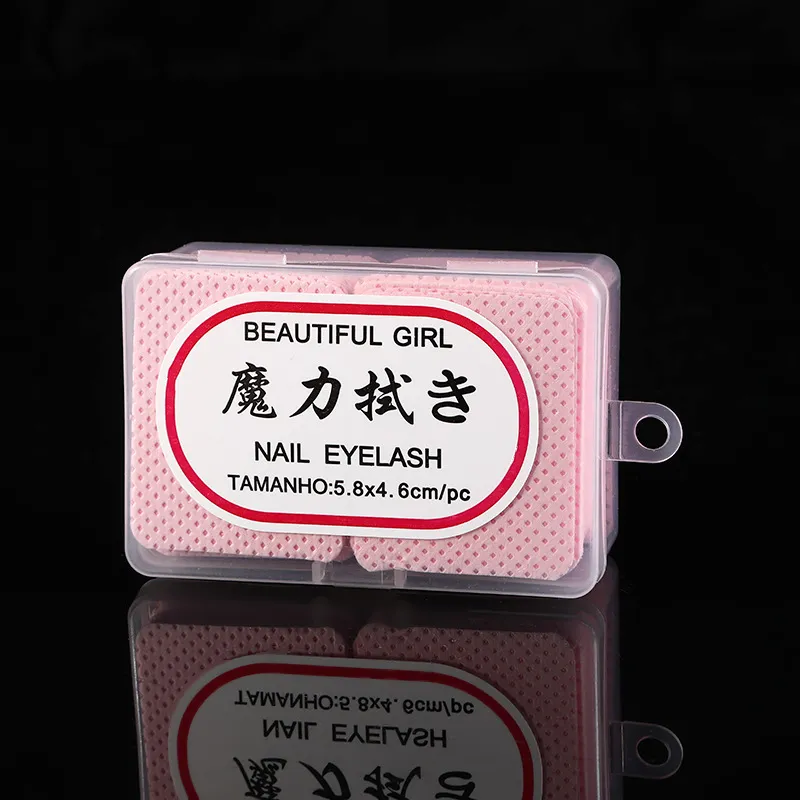 BEAUTIFUL GIRL
魔力拭き
NAIL EYELASH
TAMANHO:5.8x4.6cm/pc